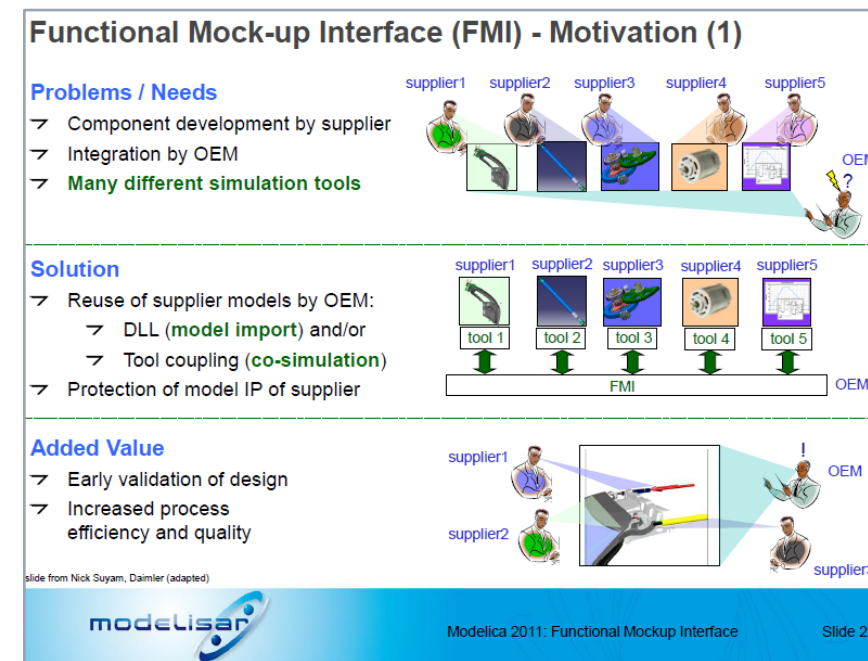 Functional Mock-up Interface (FMI) - Motivation (1)
Problems / Needs
Component development by supplier
Integration by OEM
Many different simulation tools
supplier1 supplier2 supplier3 supplier4 supplier5
OEM
?
Solution
Reuse of supplier models by OEM:
DLL (model import) and/or
Tool coupling (co-simulation)
Protection of model IP of supplier
supplier1 supplier2 supplier3 supplier4 supplier5
tool 1 tool 2 tool 3 tool 4 tool 5
FMI
OEM
Added Value
Early validation of design
Increased process
efficiency and quality
supplier1
supplier2
!
OEM
supplier3
slide from Nick Suyam, Daimler (adapted)
modelisar
Modelica 2011: Functional Mockup Interface
Slide 2